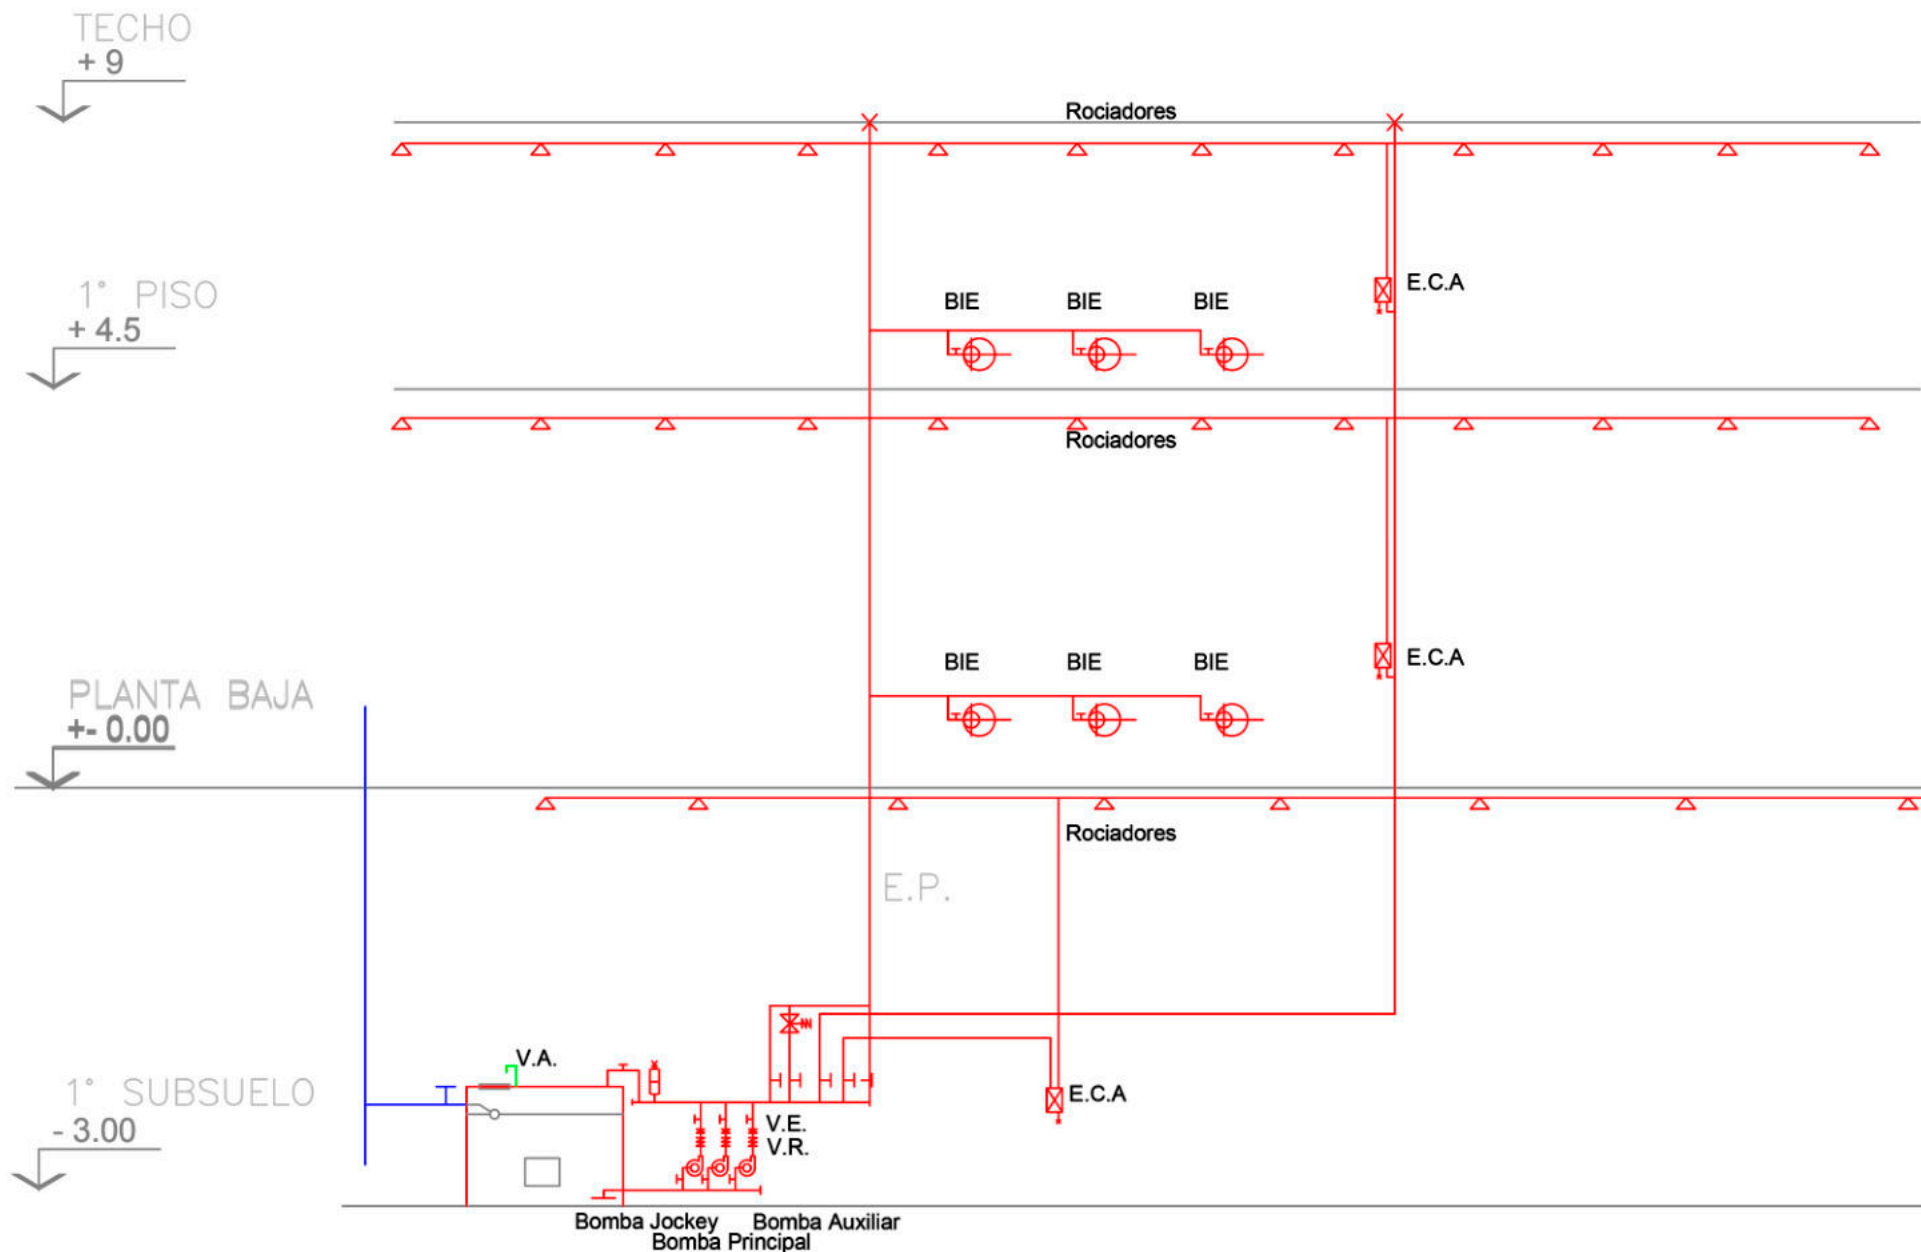 TECHO
+ 9
Rociadores
1° PISO
+ 4.5
BIE BIE BIE
E.C.A
Rociadores
PLANTA BAJA
+- 0.00
BIE BIE BIE
E.C.A
Rociadores
E.P.
1° SUBSUELO
- 3.00
V.A.
V.E.
V.R.
E.C.A
Bomba Jockey Bomba Auxiliar
Bomba Principal